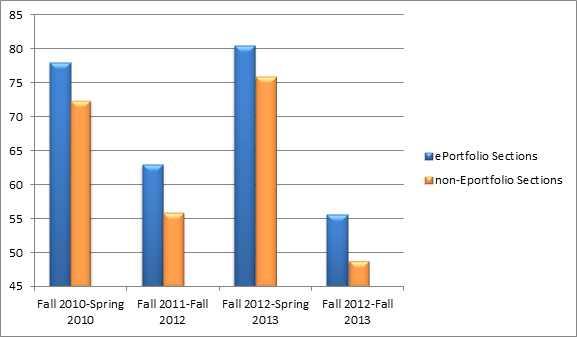 85
80
75
70
65
60
55
50
45
Fall 2010-Spring
2010
Fall 2011-Fall
2012
Fall 2012-Spring
2013
Fall 2012-Fall
2013
ePortfolio Sections
non-Eportfolio Sections